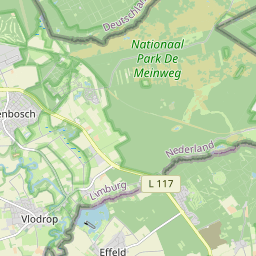 Deutschla
Nationaal
Park De
Meinweg
enbosch
Nederland
L 117
Limburg
Vlodrop
Effeld